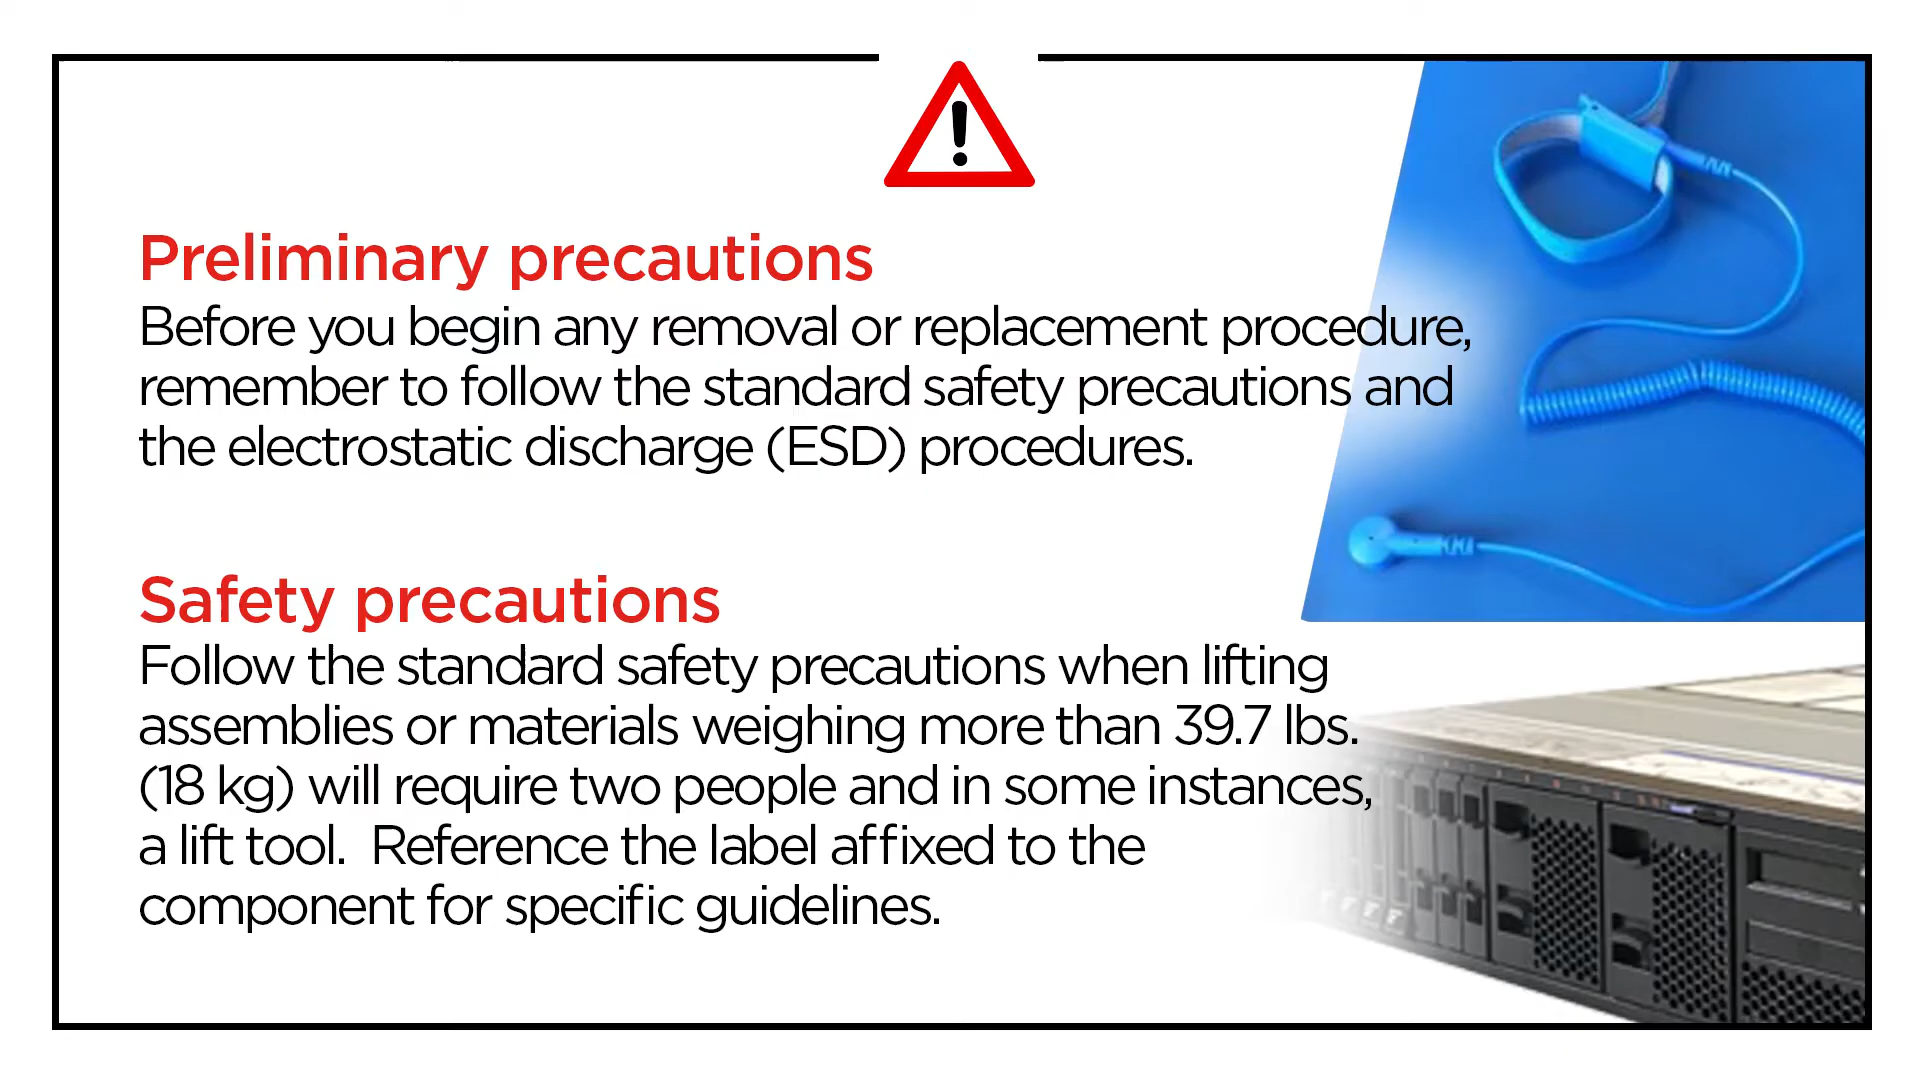 Preliminary precautions
Before you begin any removal or replacement procedure,
remember to follow the standard safety precautions and
the electrostatic discharge (ESD) procedures.
Safety precautions
Follow the standard safety precautions when lifting
assemblies or materials weighing more than 39.7 lbs.
(18 kg) will require two people and in some instances,
a lift tool.  Reference the label affixed to the
component for specific guidelines.